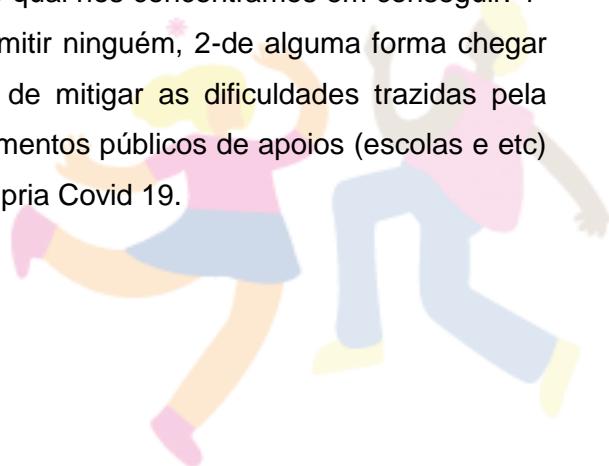 qual nos concentramos em conseguir: 1-
mitir ninguém, 2-de alguma forma chegar
de mitigar as dificuldades trazidas pela
mentos públicos de apoios (escolas e etc)
pria Covid 19.